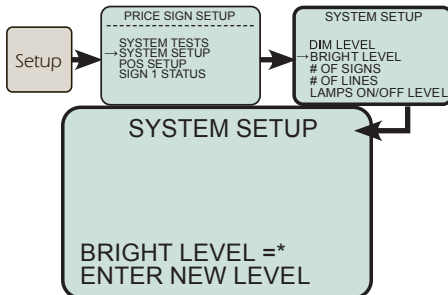 Setup
PRICE SIGN SETUP
SYSTEM TESTS
→SYSTEM SETUP
POS SETUP
SIGN 1 STATUS
SYSTEM SETUP
DIM LEVEL
→BRIGHT LEVEL
# OF SIGNS
# OF LINES
LAMPS ON/OFF LEVEL
SYSTEM SETUP
BRIGHT LEVEL =*
ENTER NEW LEVEL